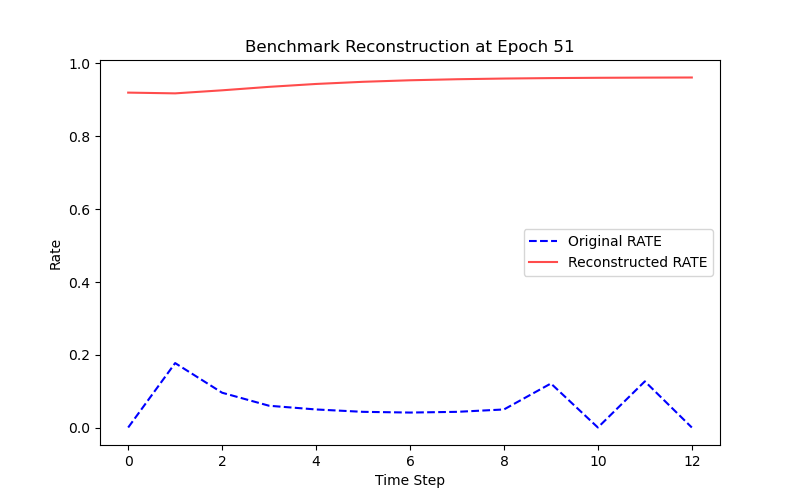 Benchmark Reconstruction at Epoch 51
1.0
0.8
0.6
0.4
0.2
0.0
Rate
Original RATE
Reconstructed RATE
0 2 4 6 8 10 12
Time Step